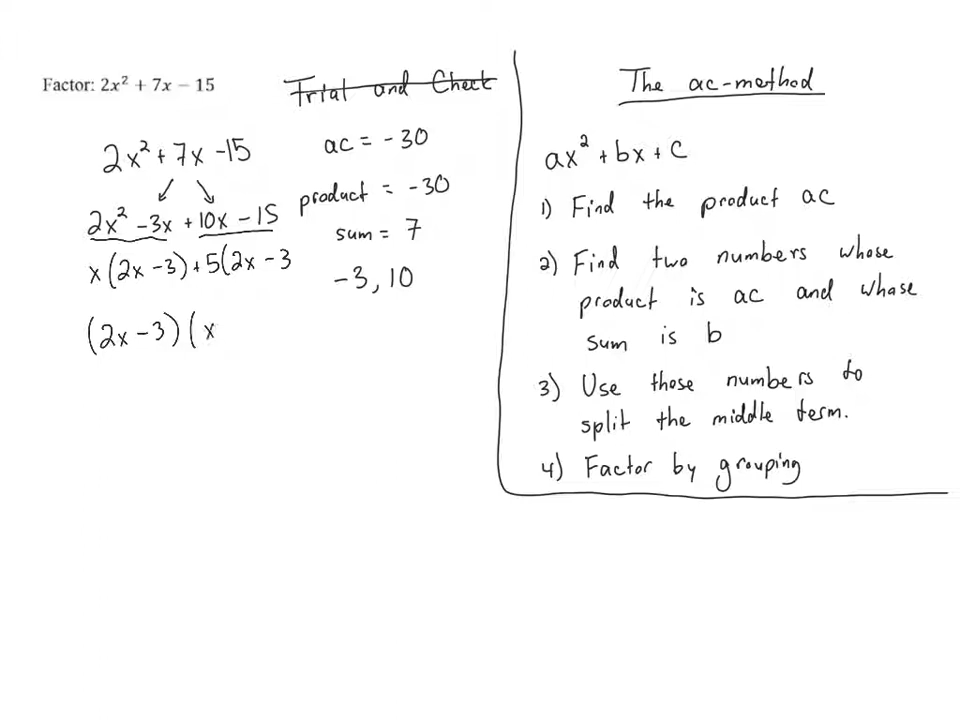 Factor: 2x² + 7x − 15
Trial and Check
2x² + 7x - 15
ac = - 30
2x² - 3x + 10x - 15
product = - 30
x(2x - 3) + 5(2x - 3
sum = 7
-3, 10
(2x - 3)(x
The ac-method
ax² + bx + c
1) Find the product ac
2) Find two numbers whose
product is ac and whose
sum is b
3) Use those numbers to
split the middle term.
4) Factor by grouping